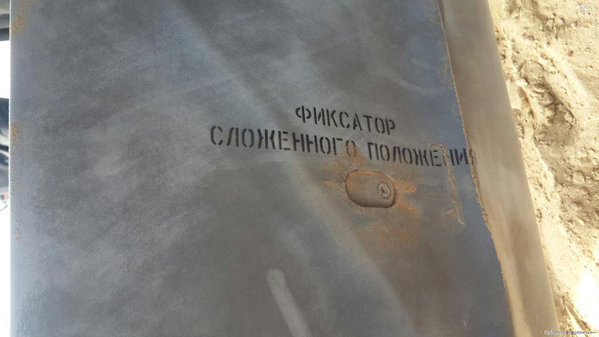 ФИКСАТОР
СЛОЖЕННОГО ПОЛОЖЕНИЯ